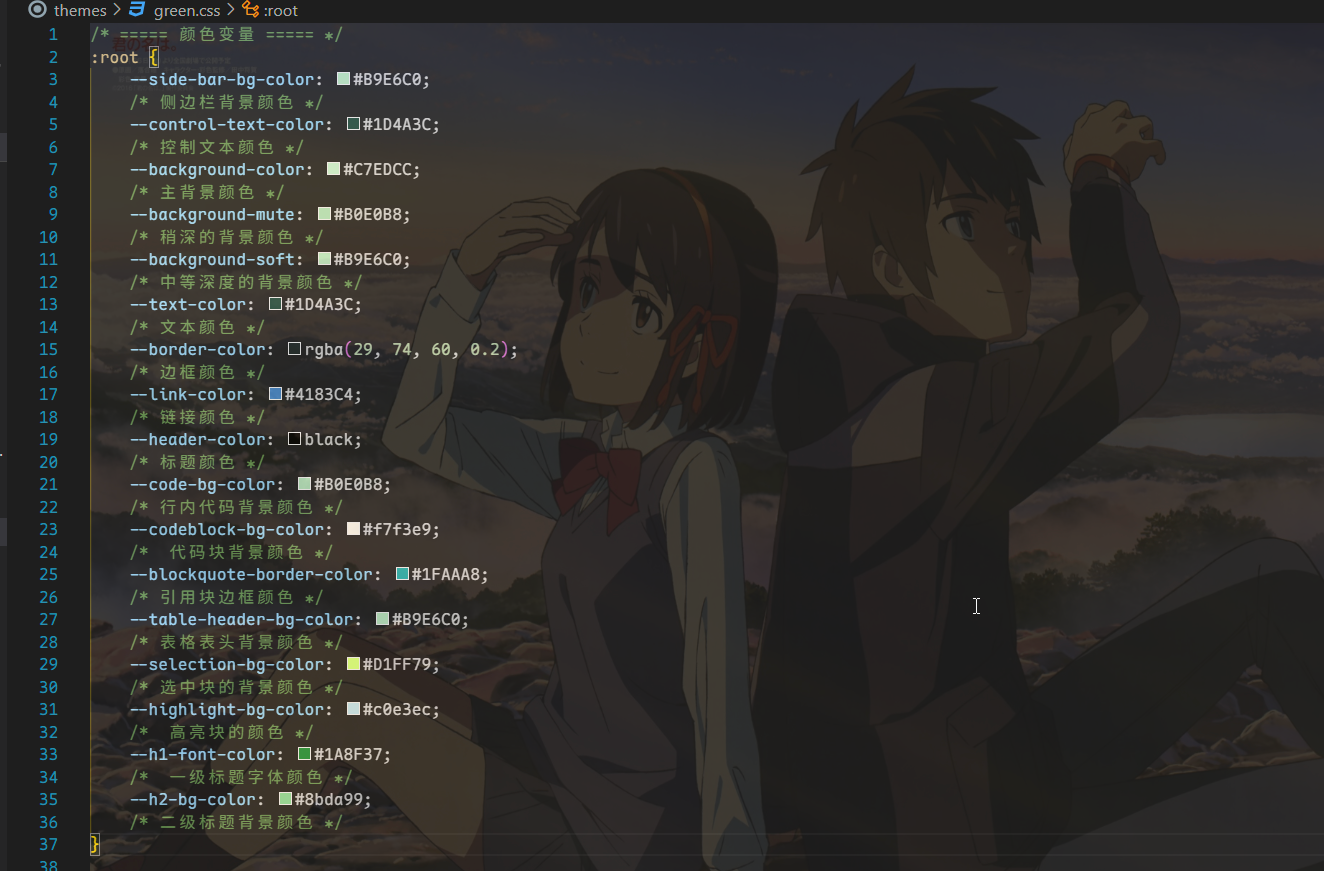 themes > green.css > :root
1 /* ===== 颜色变量 ===== */
2 :root {
3 --side-bar-bg-color: #B9E6C0;
4 /* 侧边栏背景颜色 */
5 --control-text-color: #1D4A3C;
6 /* 控制文本颜色 */
7 --background-color: #C7EDCC;
8 /* 主背景颜色 */
9 --background-mute: #B0E0B8;
10 /* 稍深的背景颜色 */
11 --background-soft: #B9E6C0;
12 /* 中等深度的背景颜色 */
13 --text-color: #1D4A3C;
14 /* 文本颜色 */
15 --border-color: rgba(29, 74, 60, 0.2);
16 /* 边框颜色 */
17 --link-color: #4183C4;
18 /* 链接颜色 */
19 --header-color: black;
20 /* 标题颜色 */
21 --code-bg-color: #B0E0B8;
22 /* 行内代码背景颜色 */
23 --codeblock-bg-color: #f7f3e9;
24 /*  代码块背景颜色 */
25 --blockquote-border-color: #1FAAA8;
26 /* 引用块边框颜色 */
27 --table-header-bg-color: #B9E6C0;
28 /* 表格表头背景颜色 */
29 --selection-bg-color: #D1FF79;
30 /* 选中块的背景颜色 */
31 --highlight-bg-color: #c0e3ec;
32 /*  高亮块的颜色 */
33 --h1-font-color: #1A8F37;
34 /*  一级标题字体颜色 */
35 --h2-bg-color: #8bda99;
36 /* 二级标题背景颜色 */
37 }
38